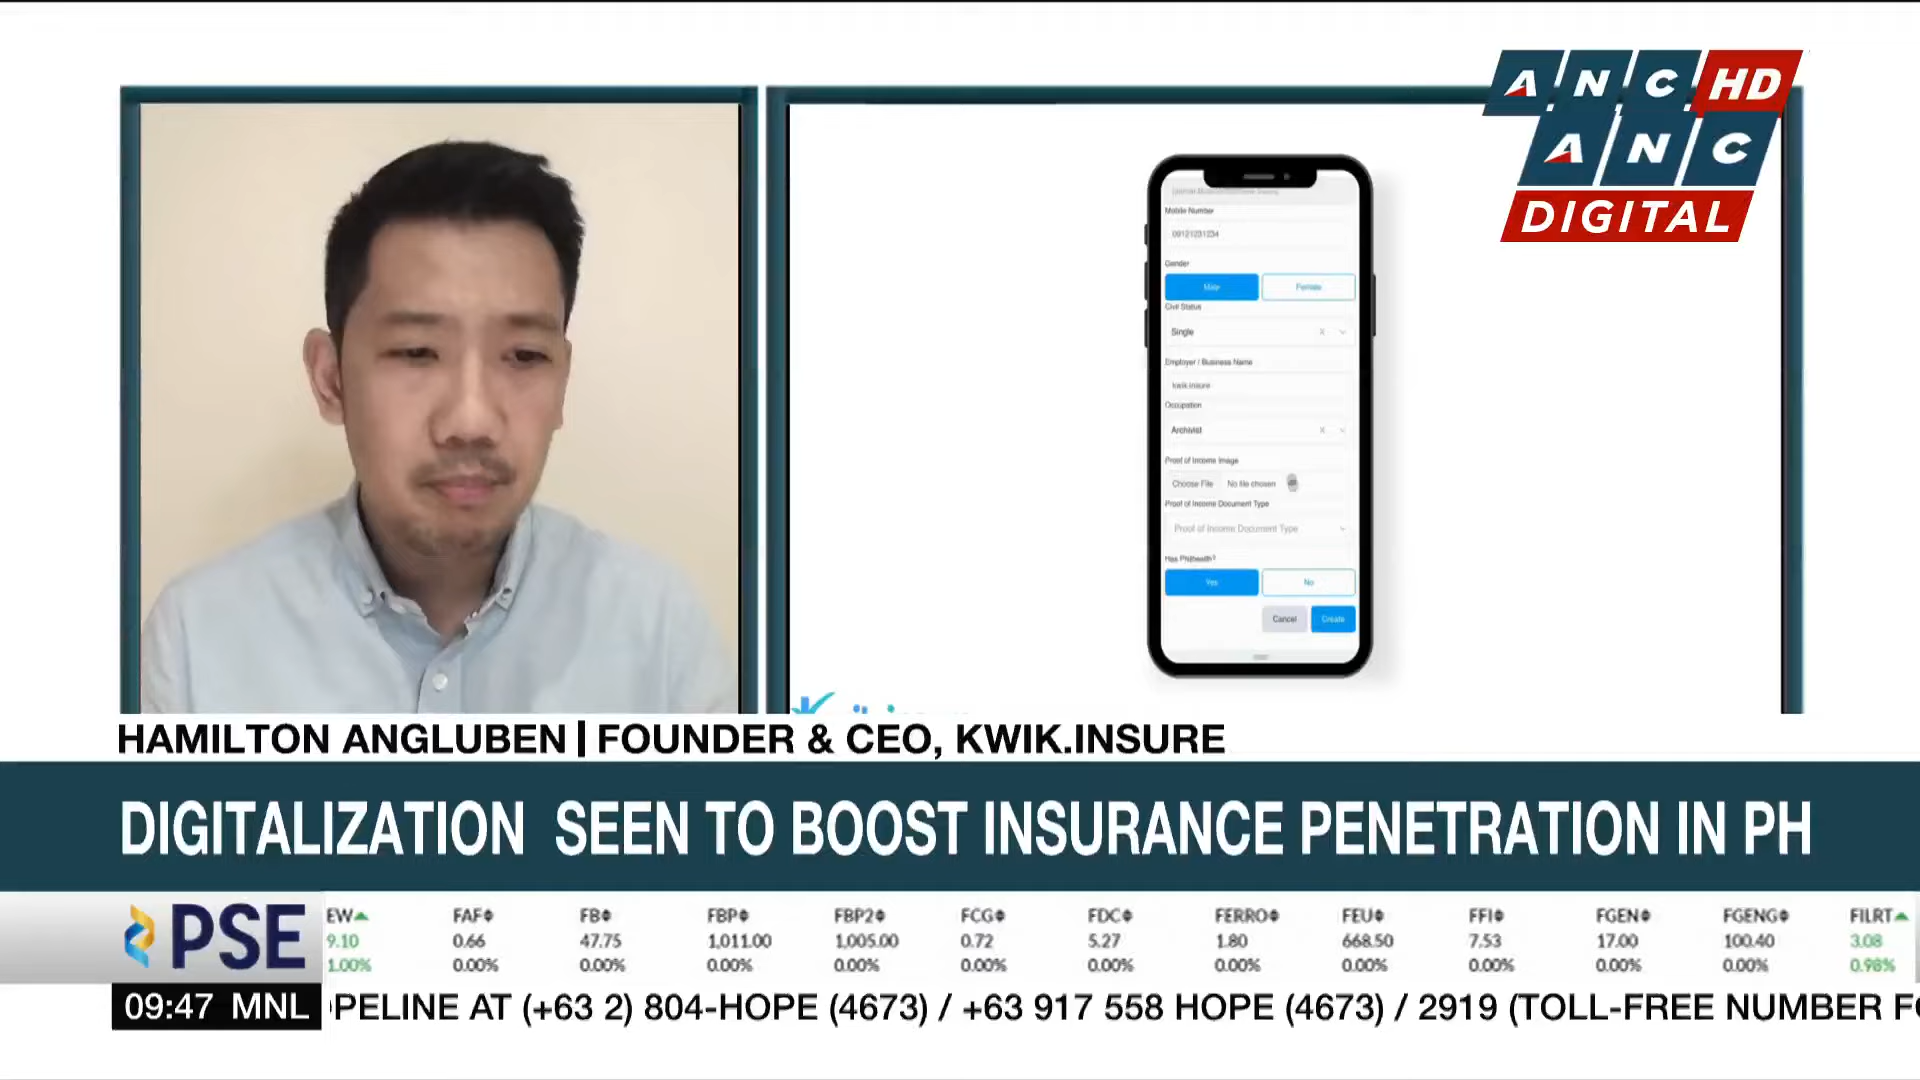 ANC HD
ANC
DIGITAL
Mobile Number
09121231234
Gender
Male Female
Civil Status
Single
Employer / Business Name
kwik.insure
Occupation
Archivist
Proof of Income Image
Choose File No file chosen
Proof of Income Document Type
Proof of Income Document Type
Has Philhealth?
Yes No
Cancel Create
HAMILTON ANGLUBEN | FOUNDER & CEO, KWIK.INSURE
DIGITALIZATION SEEN TO BOOST INSURANCE PENETRATION IN PH
PSE
EW FAF FB FBP FBP2 FCG FDC FERRO FEU FFI FGEN FGENG FILRT
9.10 0.66 47.75 1,011.00 1,005.00 0.72 5.27 1.80 668.50 7.53 17.00 100.40 3.08
1.00% 0.00% 0.00% 0.00% 0.00% 0.00% 0.00% 0.00% 0.00% 0.00% 0.00% 0.00% 0.98%
09:47 MNL
OPELINE AT (+63 2) 804-HOPE (4673) / +63 917 558 HOPE (4673) / 2919 (TOLL-FREE NUMBER FO